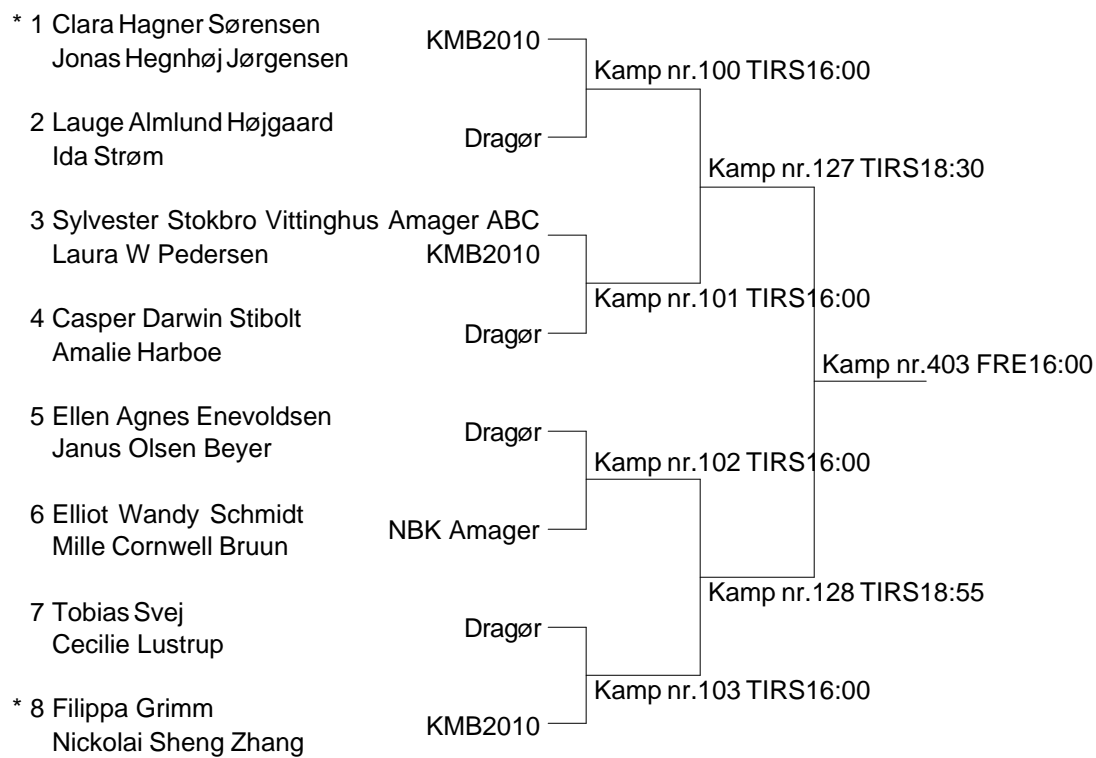 * 1 Clara Hagner Sørensen
Jonas Hegnhøj Jørgensen
KMB2010
Kamp nr.100 TIRS16:00
2 Lauge Almlund Højgaard
Ida Strøm
Dragør
Kamp nr.127 TIRS18:30
3 Sylvester Stokbro Vittinghus Amager ABC
Laura W Pedersen KMB2010
Kamp nr.101 TIRS16:00
4 Casper Darwin Stibolt
Amalie Harboe
Dragør
Kamp nr.403 FRE16:00
5 Ellen Agnes Enevoldsen
Janus Olsen Beyer
Dragør
Kamp nr.102 TIRS16:00
6 Elliot Wandy Schmidt
Mille Cornwell Bruun
NBK Amager
Kamp nr.128 TIRS18:55
7 Tobias Svej
Cecilie Lustrup
Dragør
Kamp nr.103 TIRS16:00
* 8 Filippa Grimm
Nickolai Sheng Zhang
KMB2010